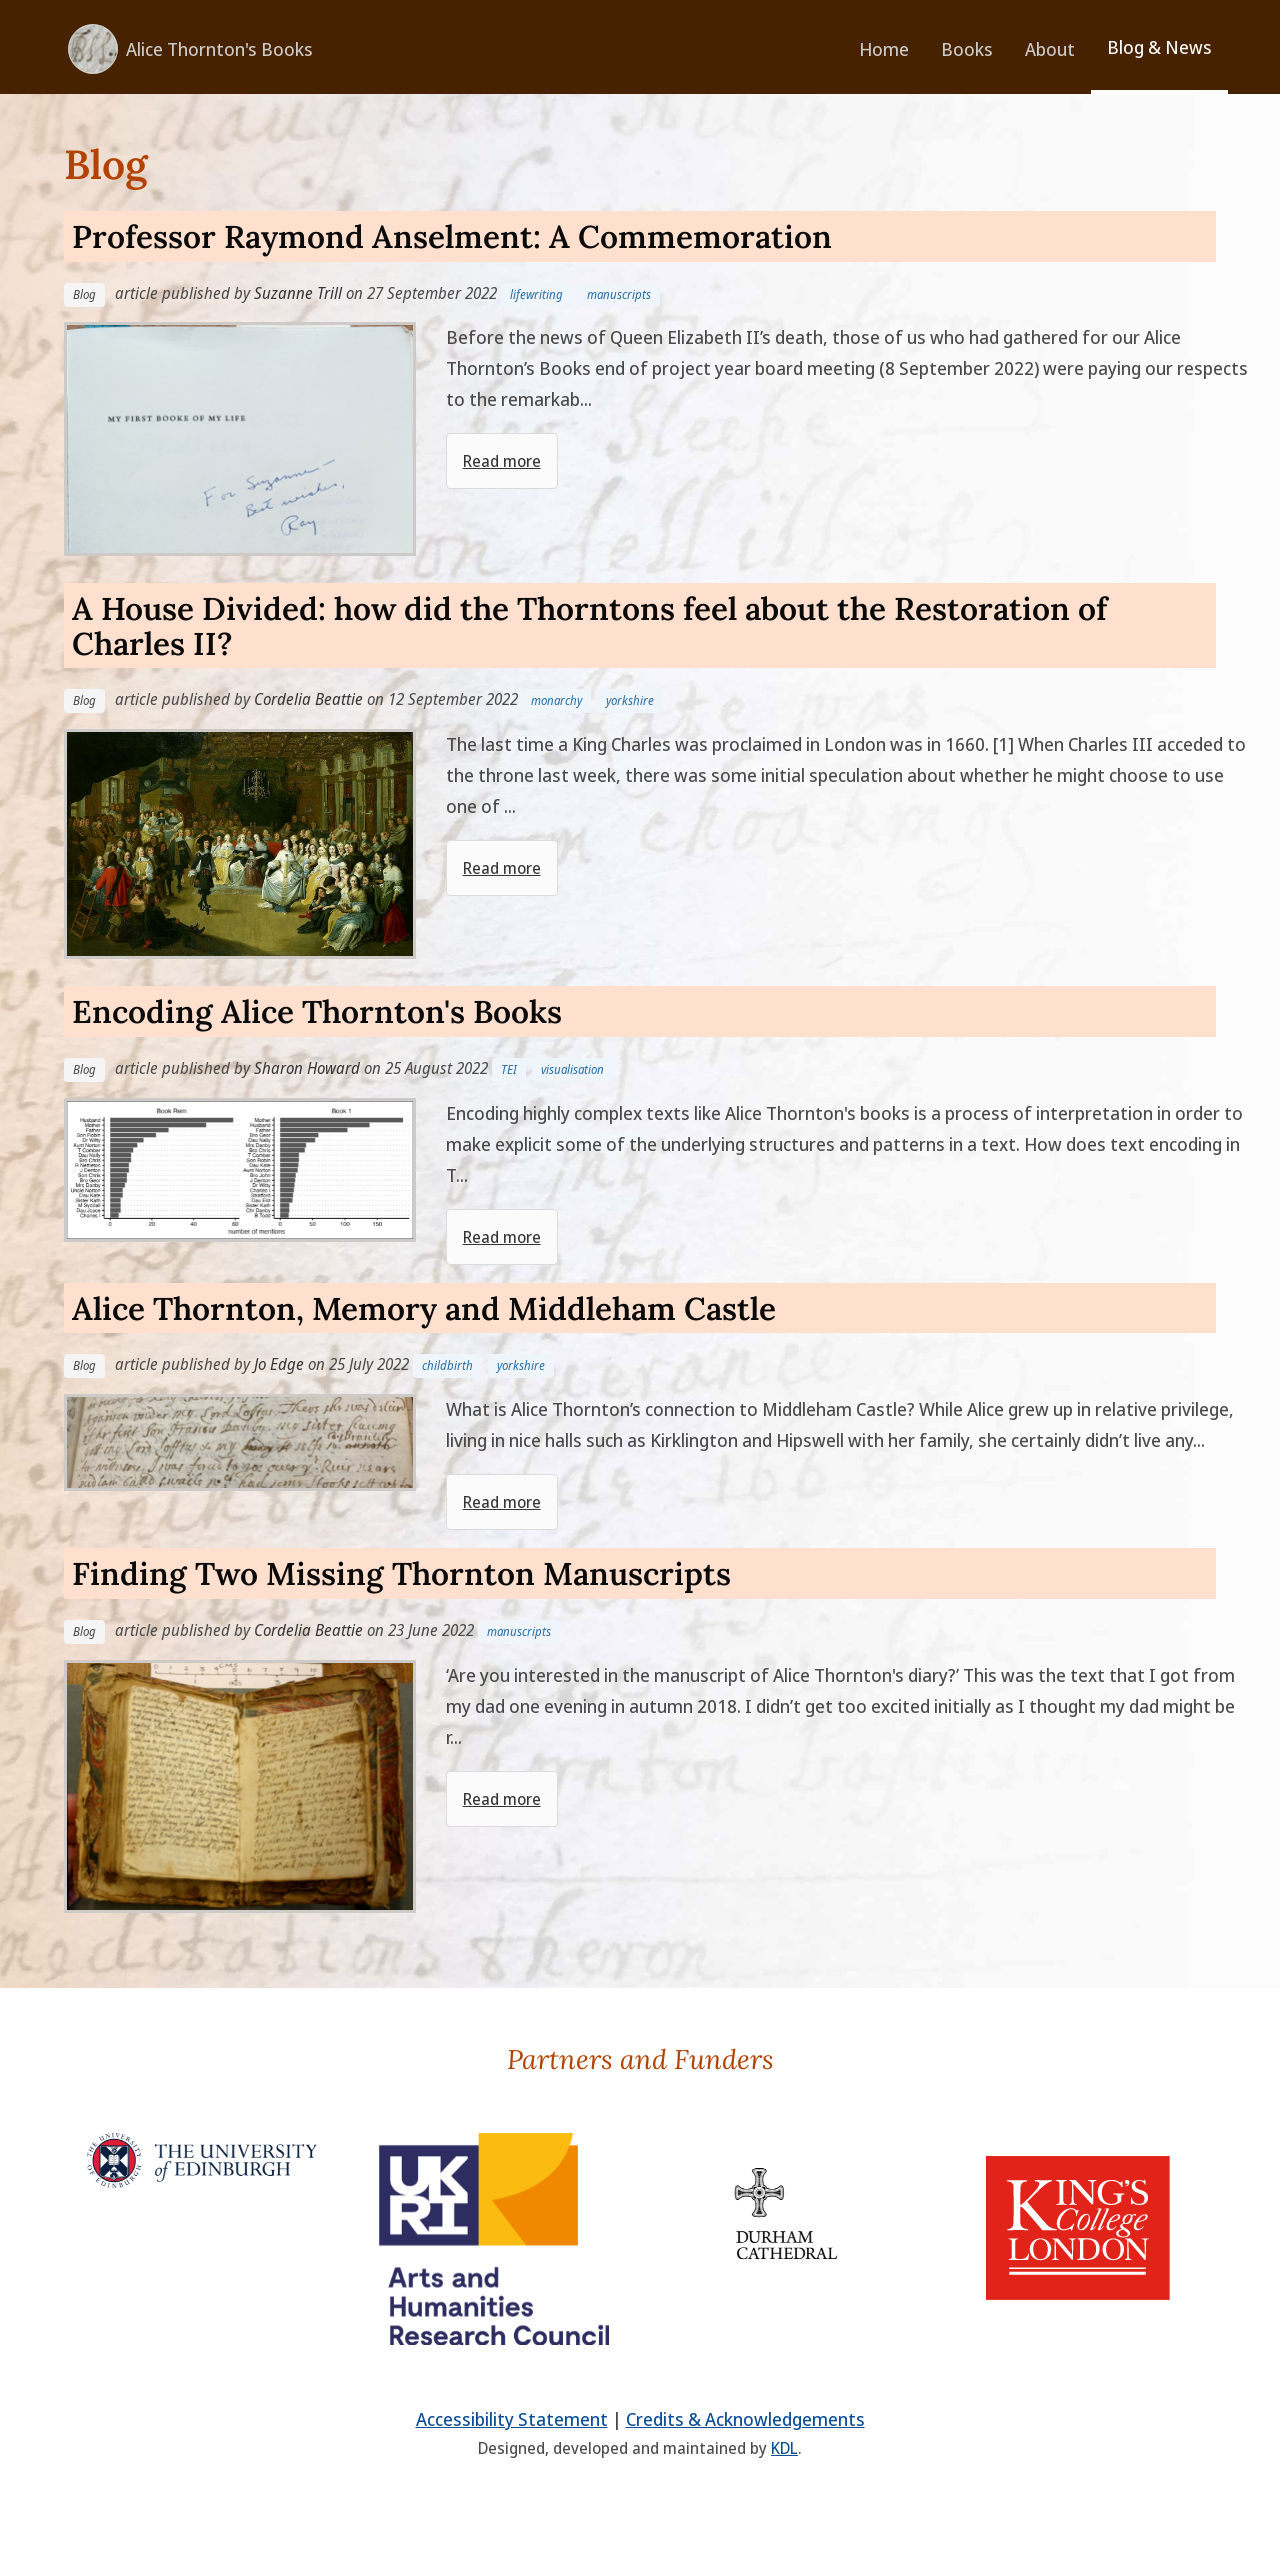 Alice Thornton's Books
Home
Books
About
Blog & News
Blog
Professor Raymond Anselment: A Commemoration
Blog article published by Suzanne Trill on 27 September 2022 lifewriting manuscripts
MY FIRST BOOKE OF MY LIFE
For Suzanne –
Best wishes,
Ray
Before the news of Queen Elizabeth II’s death, those of us who had gathered for our Alice
Thornton’s Books end of project year board meeting (8 September 2022) were paying our respects
to the remarkab...
Read more
A House Divided: how did the Thorntons feel about the Restoration of
Charles II?
Blog article published by Cordelia Beattie on 12 September 2022 monarchy yorkshire
The last time a King Charles was proclaimed in London was in 1660. [1] When Charles III acceded to
the throne last week, there was some initial speculation about whether he might choose to use
one of ...
Read more
Encoding Alice Thornton's Books
Blog article published by Sharon Howard on 25 August 2022 TEI visualisation
Book Rem
Book 1
number of mentions
Encoding highly complex texts like Alice Thornton's books is a process of interpretation in order to
make explicit some of the underlying structures and patterns in a text. How does text encoding in
T...
Read more
Alice Thornton, Memory and Middleham Castle
Blog article published by Jo Edge on 25 July 2022 childbirth yorkshire
What is Alice Thornton’s connection to Middleham Castle? While Alice grew up in relative privilege,
living in nice halls such as Kirklington and Hipswell with her family, she certainly didn’t live any...
Read more
Finding Two Missing Thornton Manuscripts
Blog article published by Cordelia Beattie on 23 June 2022 manuscripts
‘Are you interested in the manuscript of Alice Thornton's diary?’ This was the text that I got from
my dad one evening in autumn 2018. I didn’t get too excited initially as I thought my dad might be
r...
Read more
Partners and Funders
THE UNIVERSITY
of EDINBURGH
UK
RI
Arts and
Humanities
Research Council
DURHAM
CATHEDRAL
KING'S
College
LONDON
Accessibility Statement | Credits & Acknowledgements
Designed, developed and maintained by KDL.